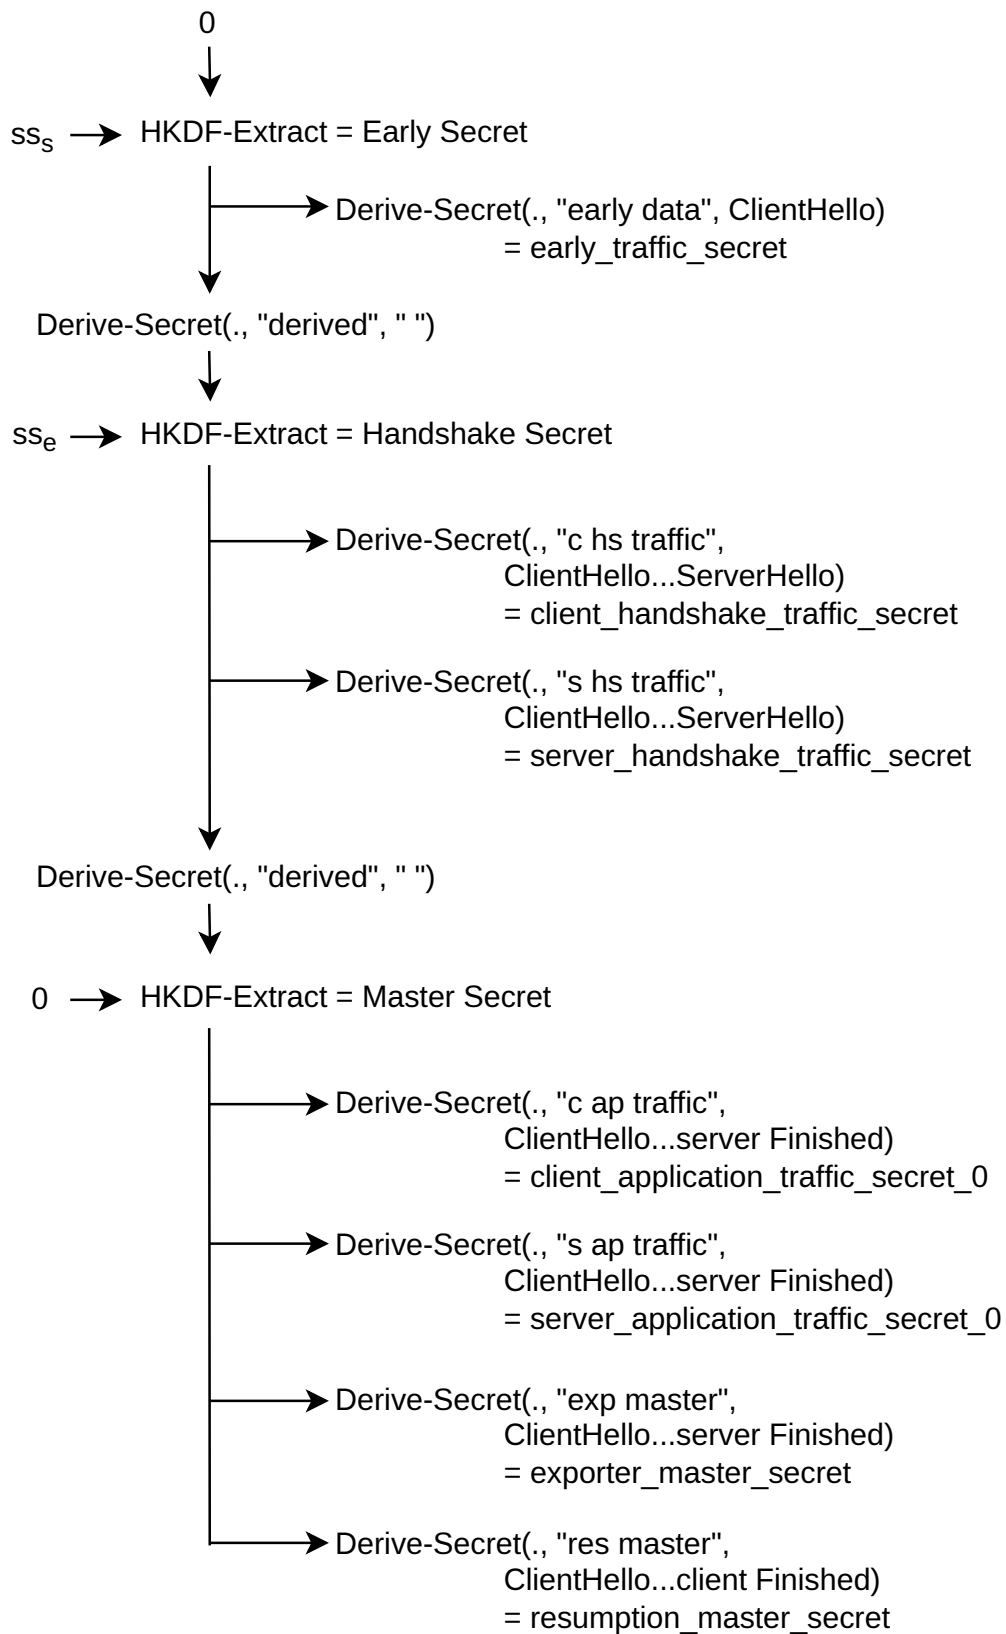 0
ss_s HKDF-Extract = Early Secret
Derive-Secret(., "early data", ClientHello)
= early_traffic_secret
Derive-Secret(., "derived", " ")
ss_e HKDF-Extract = Handshake Secret
Derive-Secret(., "c hs traffic",
ClientHello...ServerHello)
= client_handshake_traffic_secret
Derive-Secret(., "s hs traffic",
ClientHello...ServerHello)
= server_handshake_traffic_secret
Derive-Secret(., "derived", " ")
0 HKDF-Extract = Master Secret
Derive-Secret(., "c ap traffic",
ClientHello...server Finished)
= client_application_traffic_secret_0
Derive-Secret(., "s ap traffic",
ClientHello...server Finished)
= server_application_traffic_secret_0
Derive-Secret(., "exp master",
ClientHello...server Finished)
= exporter_master_secret
Derive-Secret(., "res master",
ClientHello...client Finished)
= resumption_master_secret